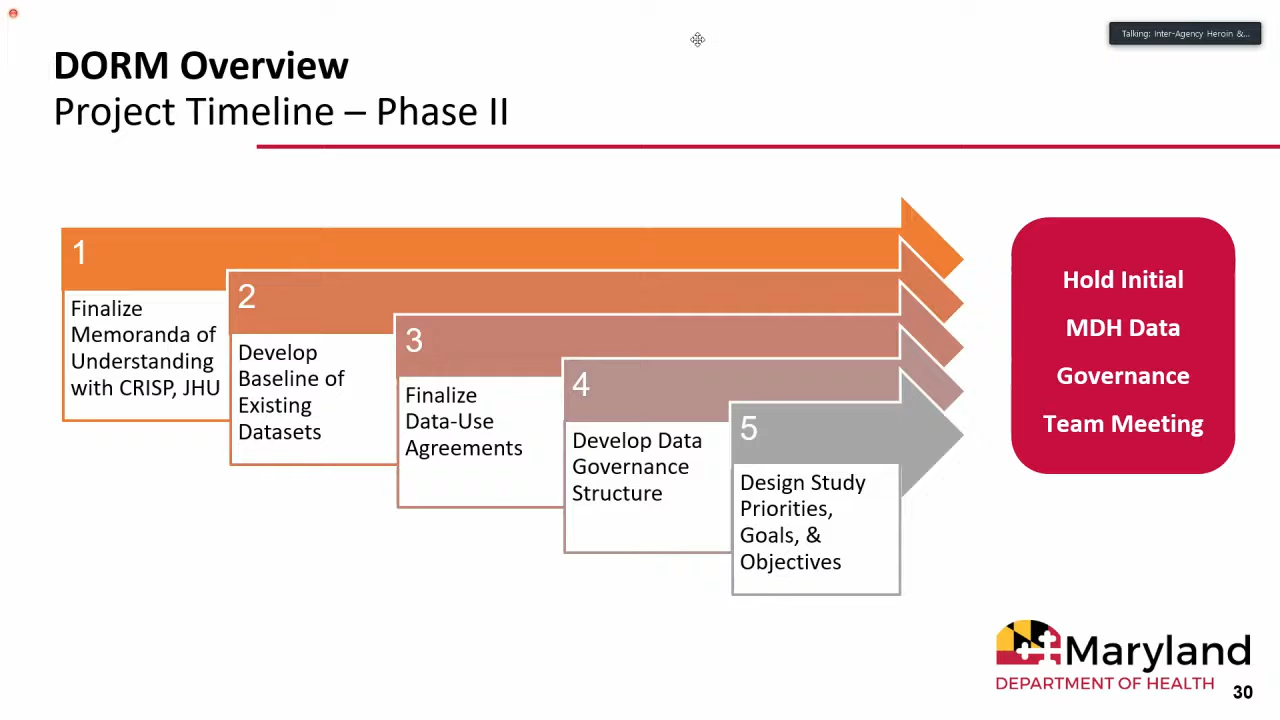 Talking: Inter-Agency Heroin &...
DORM Overview
Project Timeline – Phase II
1
Finalize
Memoranda of
Understanding
with CRISP, JHU
2
Develop
Baseline of
Existing
Datasets
3
Finalize
Data-Use
Agreements
4
Develop Data
Governance
Structure
5
Design Study
Priorities,
Goals, &
Objectives
Hold Initial
MDH Data
Governance
Team Meeting
Maryland
DEPARTMENT OF HEALTH
30